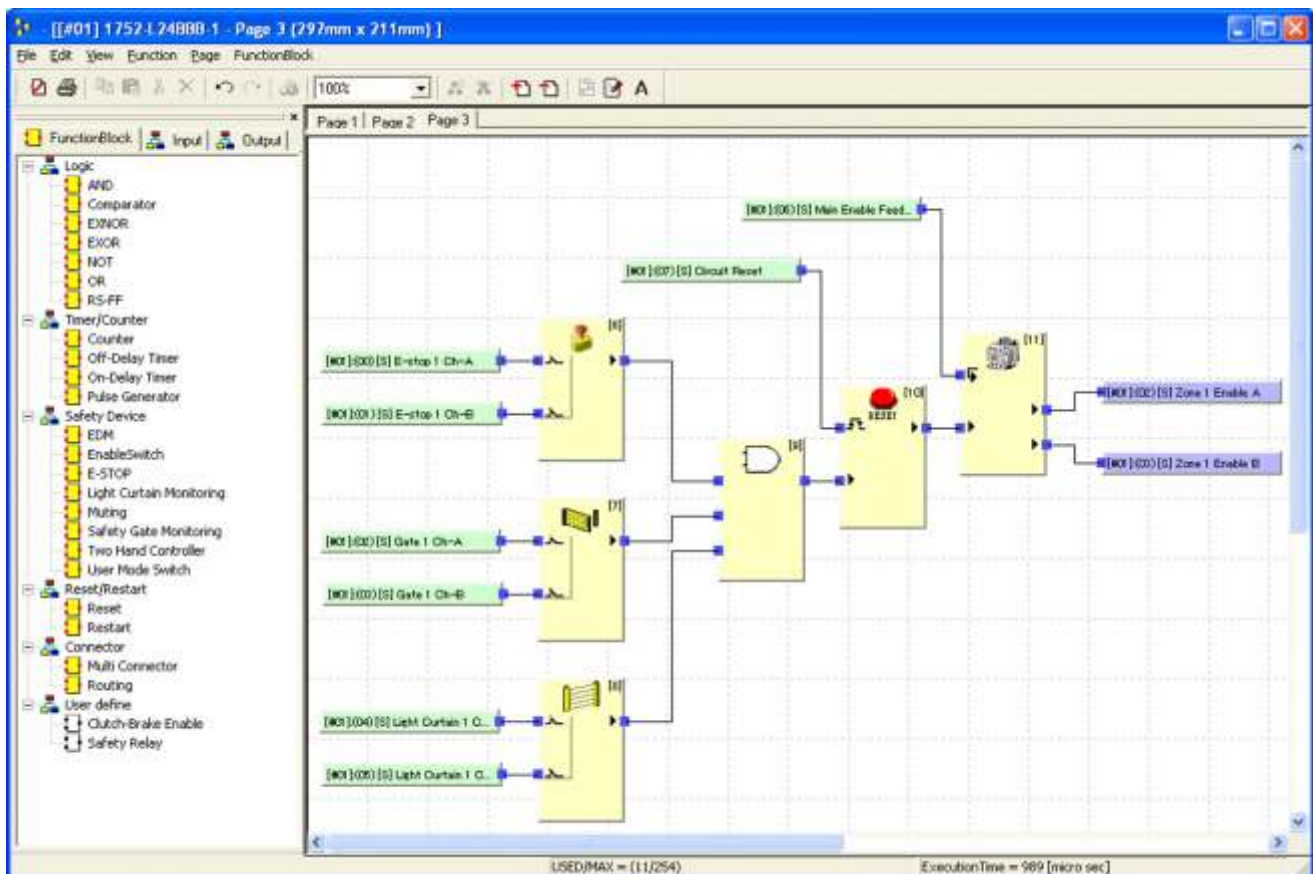 [[#01] 1752-L24BBB-1 - Page 3 (297mm x 211mm) ]
File Edit View Function Page FunctionBlock
100%
A
Page 1 Page 2 Page 3
FunctionBlock Input Output
Logic
AND
Comparator
EXNOR
EXOR
NOT
OR
RS-FF
Timer/Counter
Counter
Off-Delay Timer
On-Delay Timer
Pulse Generator
Safety Device
EDM
EnableSwitch
E-STOP
Light Curtain Monitoring
Muting
Safety Gate Monitoring
Two Hand Controller
User Mode Switch
Reset/Restart
Reset
Restart
Connector
Multi Connector
Routing
User define
Clutch-Brake Enable
Safety Relay
[#01]:(06)[S] Main Enable Feed...
[#01]:(07)[S] Circuit Reset
[#01]:(00)[S] E-stop 1 Ch-A
[#01]:(01)[S] E-stop 1 Ch-B
[7]
[#01]:(02)[S] Gate 1 Ch-A
[#01]:(03)[S] Gate 1 Ch-B
[#01]:(04)[S] Light Curtain 1 C...
[#01]:(05)[S] Light Curtain 1 C...
[9]
[10]
RESET
[11]
[#01]:(02)[S] Zone 1 Enable A
[#01]:(03)[S] Zone 1 Enable B
USED/MAX = (11/254)
ExecutionTime = 989 [micro sec]